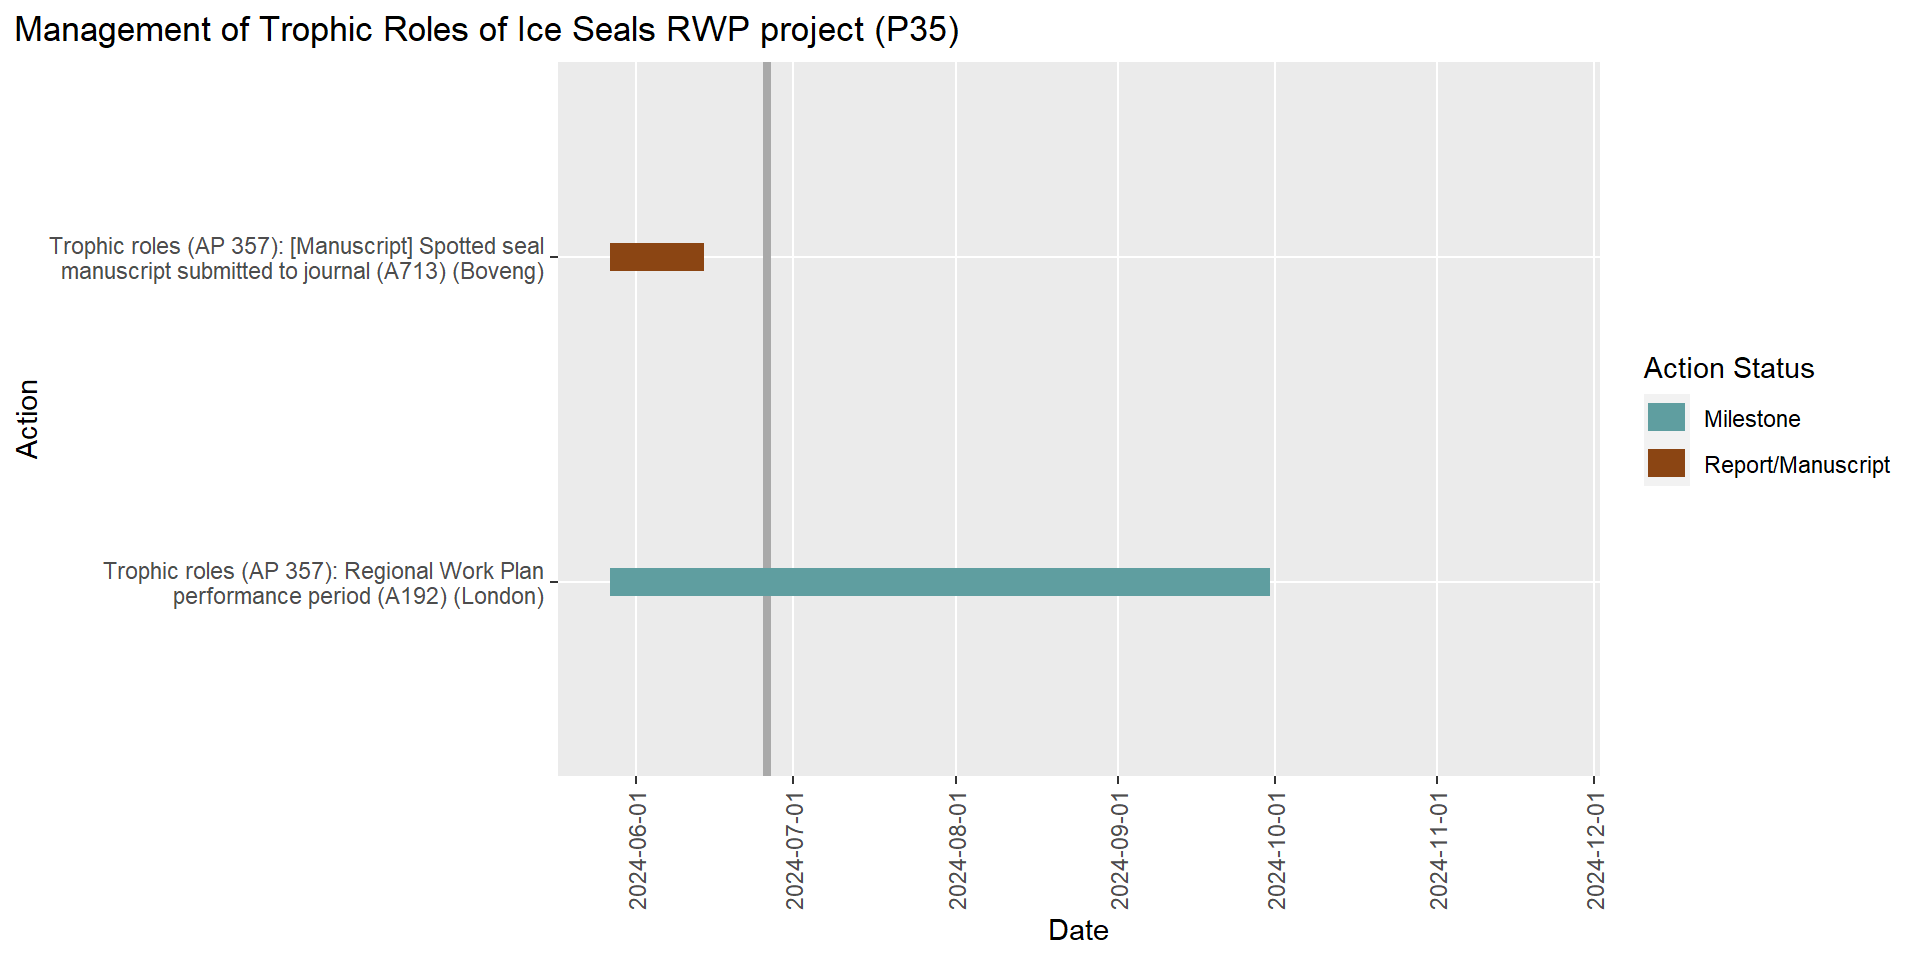 Management of Trophic Roles of Ice Seals RWP project (P35)
Trophic roles (AP 357): [Manuscript] Spotted seal
manuscript submitted to journal (A713) (Boveng)
Action
Trophic roles (AP 357): Regional Work Plan
performance period (A192) (London)
Action Status
Milestone
Report/Manuscript
2024-06-01
2024-07-01
2024-08-01
2024-09-01
2024-10-01
2024-11-01
2024-12-01
Date